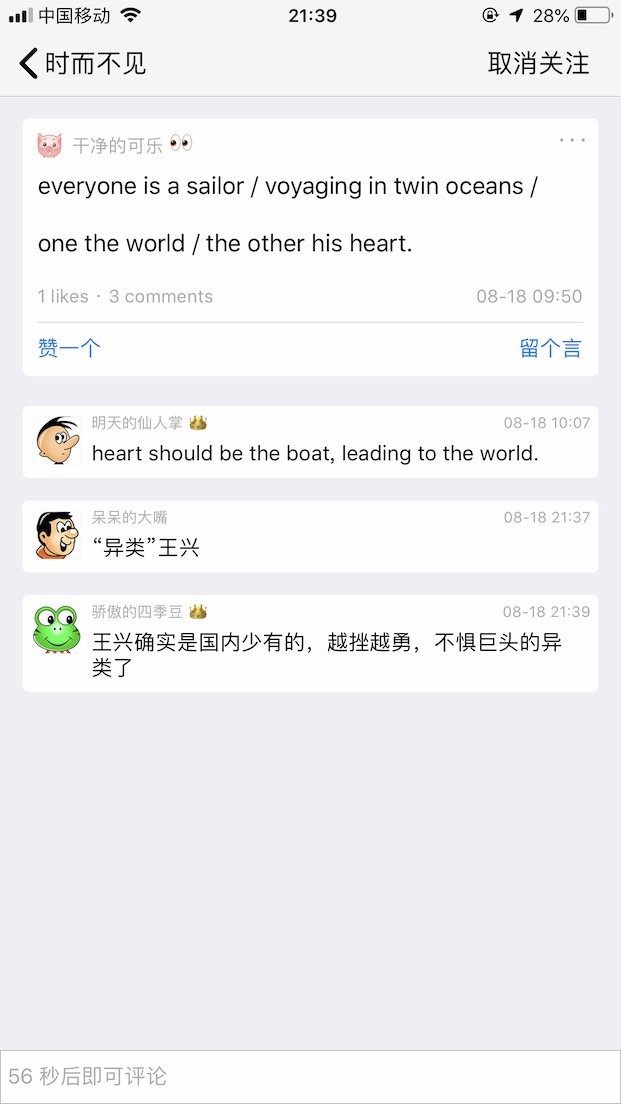 中国移动 21:39 28%
时而不见 取消关注
干净的可乐 👀 ...
everyone is a sailor / voyaging in twin oceans /
one the world / the other his heart.
1 likes · 3 comments 08-18 09:50
赞一个 留个言
明天的仙人掌 👑 08-18 10:07
heart should be the boat, leading to the world.
呆呆的大嘴 08-18 21:37
“异类”王兴
骄傲的四季豆 👑 08-18 21:39
王兴确实是国内少有的，越挫越勇，不惧巨头的异
类了
56 秒后即可评论